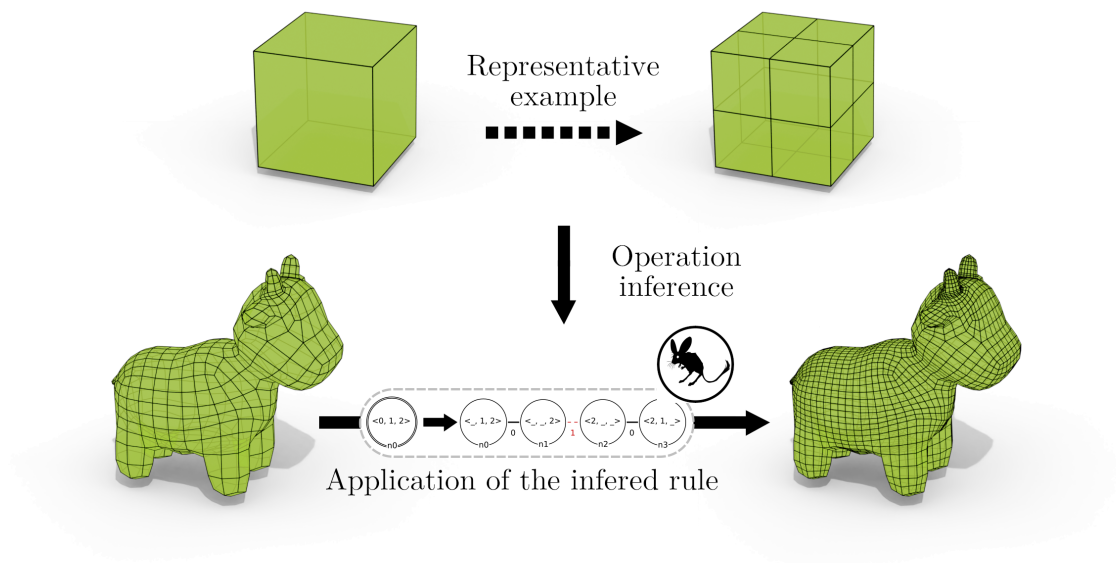 Representative
example
Operation
inference
<0, 1, 2>
n0
<_, 1, 2>
n0
0
<_, _, 2>
n1
1
<2, _, _>
n2
0
<2, 1, _>
n3
Application of the infered rule